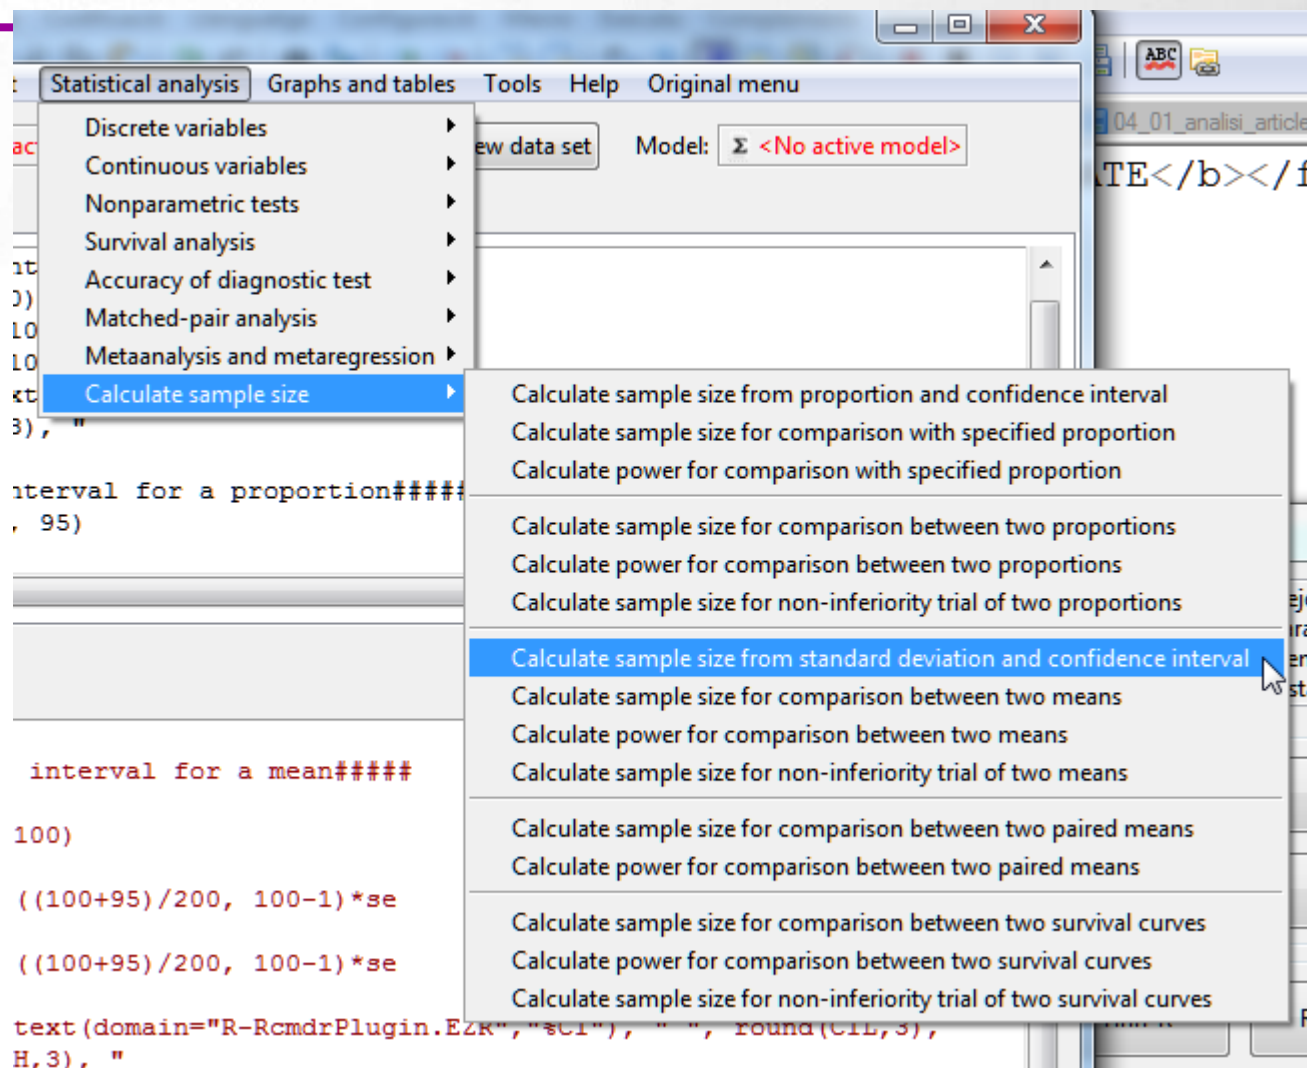 Statistical analysis Graphs and tables Tools Help Original menu
ABC
04_01_analisi_article
Discrete variables
Continuous variables
Nonparametric tests
Survival analysis
Accuracy of diagnostic test
Matched-pair analysis
Metaanalysis and metaregression
Calculate sample size
ew data set Model: Σ <No active model>
TE</b></f
3), "
nterval for a proportion#####
, 95)
Calculate sample size from proportion and confidence interval
Calculate sample size for comparison with specified proportion
Calculate power for comparison with specified proportion
Calculate sample size for comparison between two proportions
Calculate power for comparison between two proportions
Calculate sample size for non-inferiority trial of two proportions
Calculate sample size from standard deviation and confidence interval
Calculate sample size for comparison between two means
Calculate power for comparison between two means
Calculate sample size for non-inferiority trial of two means
Calculate sample size for comparison between two paired means
Calculate power for comparison between two paired means
Calculate sample size for comparison between two survival curves
Calculate power for comparison between two survival curves
Calculate sample size for non-inferiority trial of two survival curves
interval for a mean#####
100)
((100+95)/200, 100-1)*se
((100+95)/200, 100-1)*se
text(domain="R-RcmdrPlugin.EZR","%CI"), " ", round(CIL,3),
H,3), "